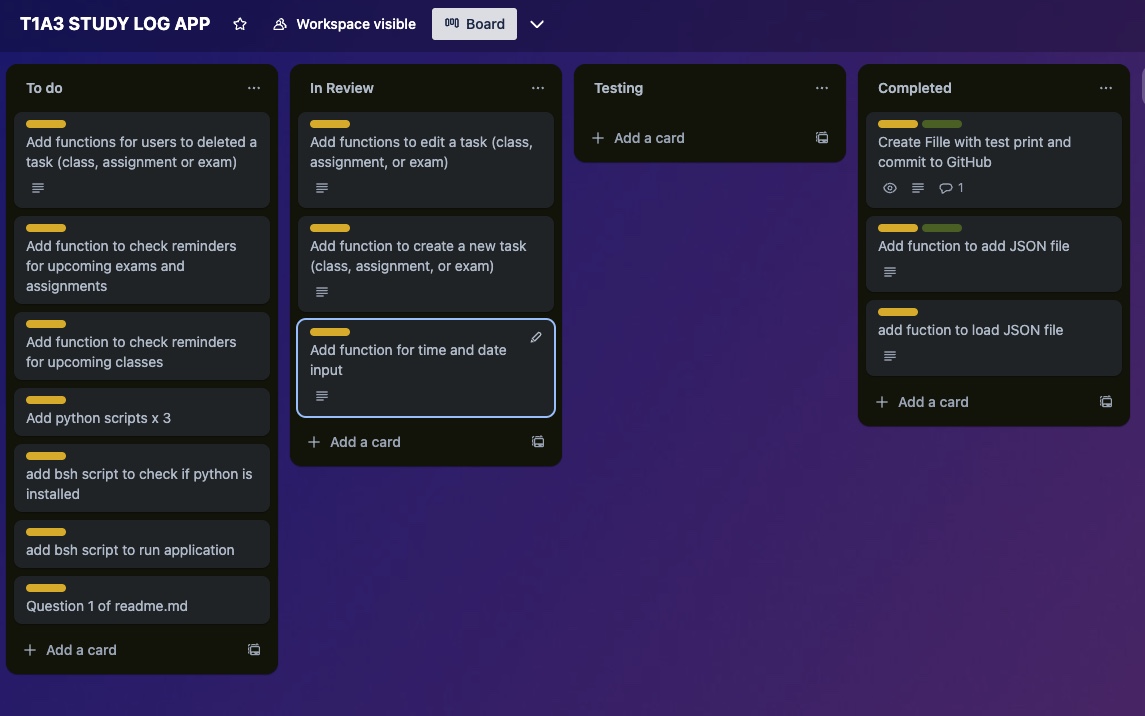 T1A3 STUDY LOG APP
Workspace visible
Board
To do
Add functions for users to deleted a
task (class, assignment or exam)
Add function to check reminders
for upcoming exams and
assignments
Add function to check reminders
for upcoming classes
Add python scripts x 3
add bsh script to check if python is
installed
add bsh script to run application
Question 1 of readme.md
Add a card
In Review
Add functions to edit a task (class,
assignment, or exam)
Add function to create a new task
(class, assignment, or exam)
Add function for time and date
input
Add a card
Testing
Add a card
Completed
Create Fille with test print and
commit to GitHub
1
Add function to add JSON file
add fuction to load JSON file
Add a card